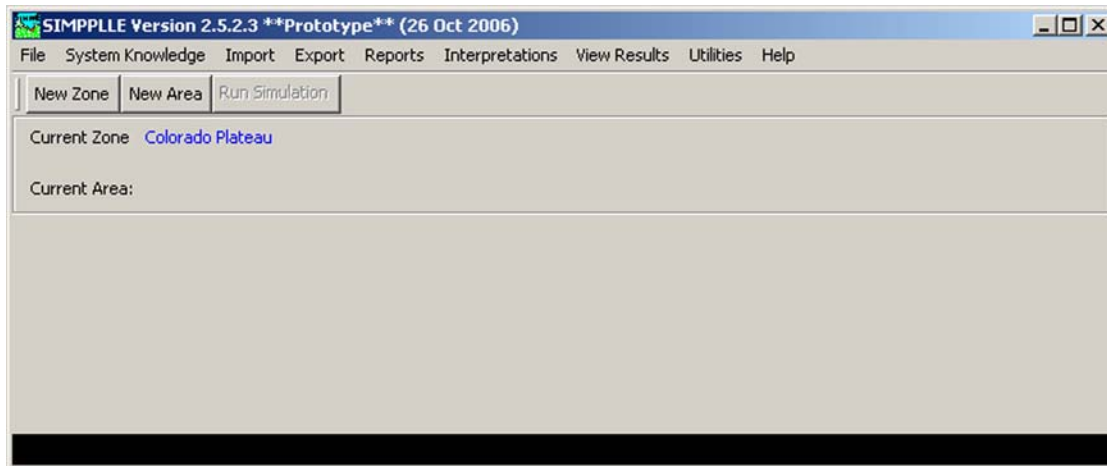 SIMPPLLE Version 2.5.2.3 **Prototype** (26 Oct 2006)
File System Knowledge Import Export Reports Interpretations View Results Utilities Help
New Zone New Area Run Simulation
Current Zone Colorado Plateau
Current Area: